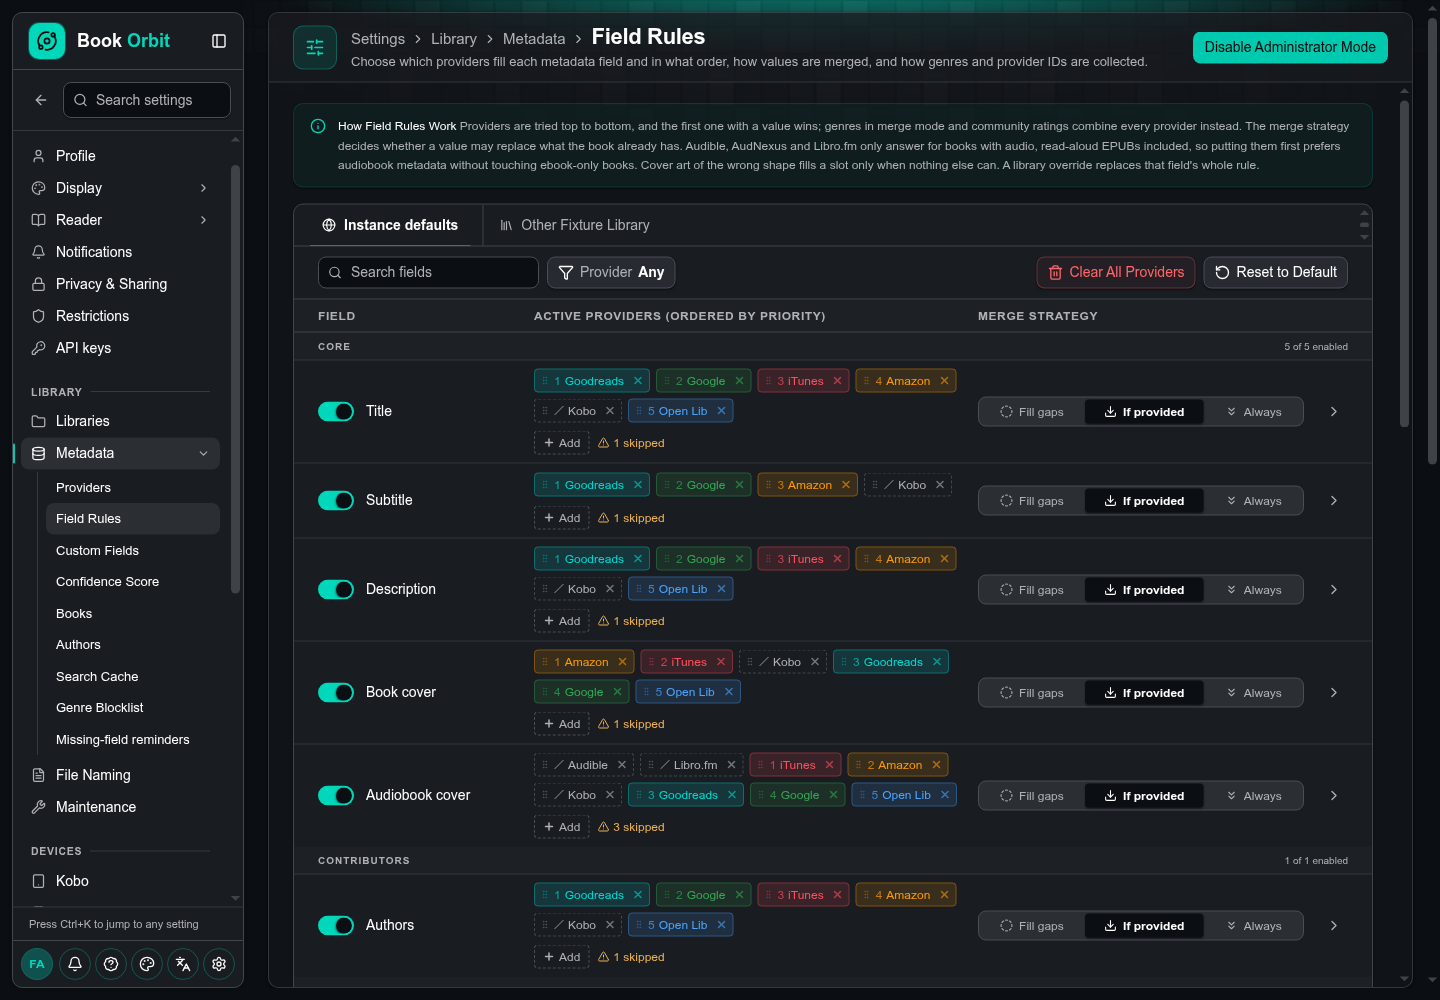 Book Orbit
Search settings
Profile
Display
Reader
Notifications
Privacy & Sharing
Restrictions
API keys
LIBRARY
Libraries
Metadata
Providers
Field Rules
Custom Fields
Confidence Score
Books
Authors
Search Cache
Genre Blocklist
Missing-field reminders
File Naming
Maintenance
DEVICES
Kobo
Press Ctrl+K to jump to any setting
FA
Settings > Library > Metadata > Field Rules
Choose which providers fill each metadata field and in what order, how values are merged, and how genres and provider IDs are collected.
Disable Administrator Mode
How Field Rules Work Providers are tried top to bottom, and the first one with a value wins; genres in merge mode and community ratings combine every provider instead. The merge strategy
decides whether a value may replace what the book already has. Audible, AudNexus and Libro.fm only answer for books with audio, read-aloud EPUBs included, so putting them first prefers
audiobook metadata without touching ebook-only books. Cover art of the wrong shape fills a slot only when nothing else can. A library override replaces that field's whole rule.
Instance defaults
Other Fixture Library
Search fields
Provider Any
Clear All Providers
Reset to Default
FIELD ACTIVE PROVIDERS (ORDERED BY PRIORITY) MERGE STRATEGY
CORE 5 of 5 enabled
1 Goodreads 2 Google 3 iTunes 4 Amazon
Kobo 5 Open Lib
Title
Fill gaps If provided Always
Add 1 skipped
1 Goodreads 2 Google 3 Amazon Kobo
Subtitle
Fill gaps If provided Always
Add 1 skipped
1 Goodreads 2 Google 3 iTunes 4 Amazon
Kobo 5 Open Lib
Description
Fill gaps If provided Always
Add 1 skipped
1 Amazon 2 iTunes Kobo 3 Goodreads
4 Google 5 Open Lib
Book cover
Fill gaps If provided Always
Add 1 skipped
Audible Libro.fm 1 iTunes 2 Amazon
Kobo 3 Goodreads 4 Google 5 Open Lib
Audiobook cover
Fill gaps If provided Always
Add 3 skipped
CONTRIBUTORS 1 of 1 enabled
1 Goodreads 2 Google 3 iTunes 4 Amazon
Kobo 5 Open Lib
Authors
Fill gaps If provided Always
Add 1 skipped